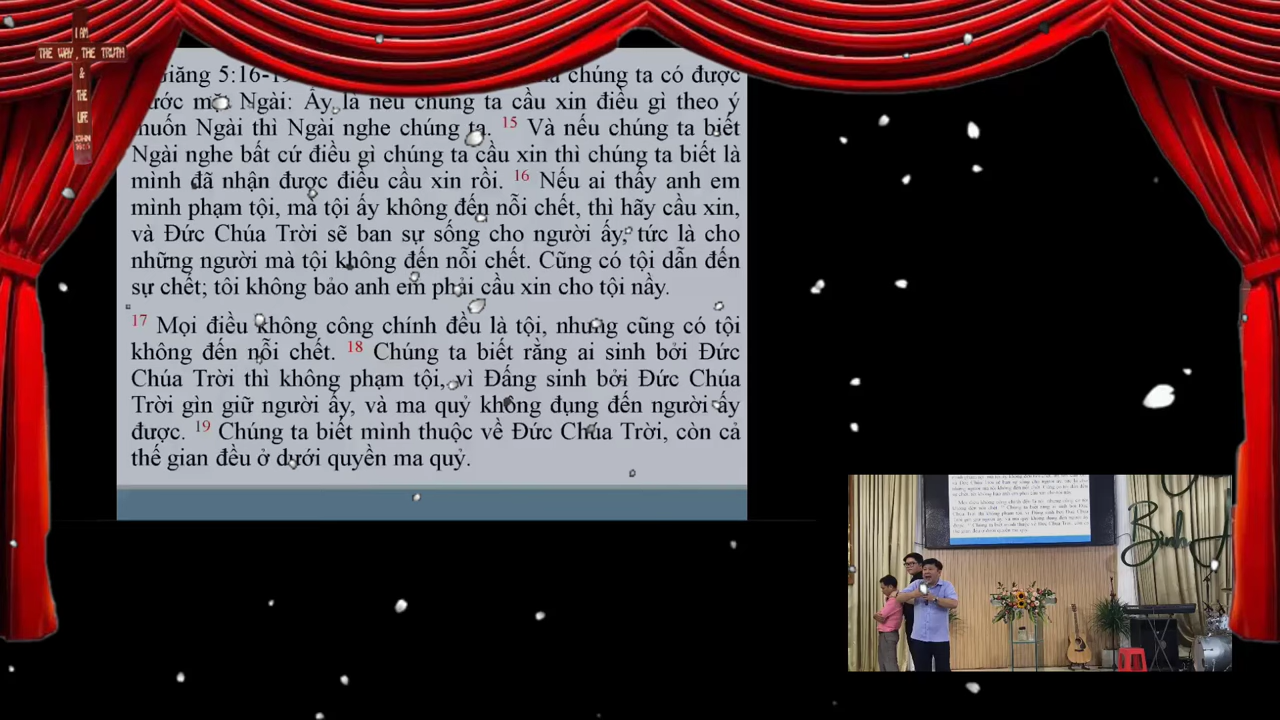 I AM
THE WAY, THE TRUTH
&
THE
LIFE
JOHN
Giăng 5:16-1 chúng ta có được
Ngài: Ấy là nếu chúng ta cầu xin điều gì theo ý
muốn Ngài thì Ngài nghe chúng ta. 15 Và nếu chúng ta biết
Ngài nghe bất cứ điều gì chúng ta cầu xin thì chúng ta biết là
mình đã nhận được điều cầu xin rồi. 16 Nếu ai thấy anh em
mình phạm tội, mà tội ấy không đến nỗi chết, thì hãy cầu xin,
và Đức Chúa Trời sẽ ban sự sống cho người ấy, tức là cho
những người mà tội không đến nỗi chết. Cũng có tội dẫn đến
sự chết; tôi không bảo anh em phải cầu xin cho tội nầy.
17 Mọi điều không công chính đều là tội, nhưng cũng có tội
không đến nỗi chết. 18 Chúng ta biết rằng ai sinh bởi Đức
Chúa Trời thì không phạm tội, vì Đấng sinh bởi Đức Chúa
Trời gìn giữ người ấy, và ma quỷ không đụng đến người ấy
được. 19 Chúng ta biết mình thuộc về Đức Chúa Trời, còn cả
thế gian đều ở dưới quyền ma quỷ.
Bình